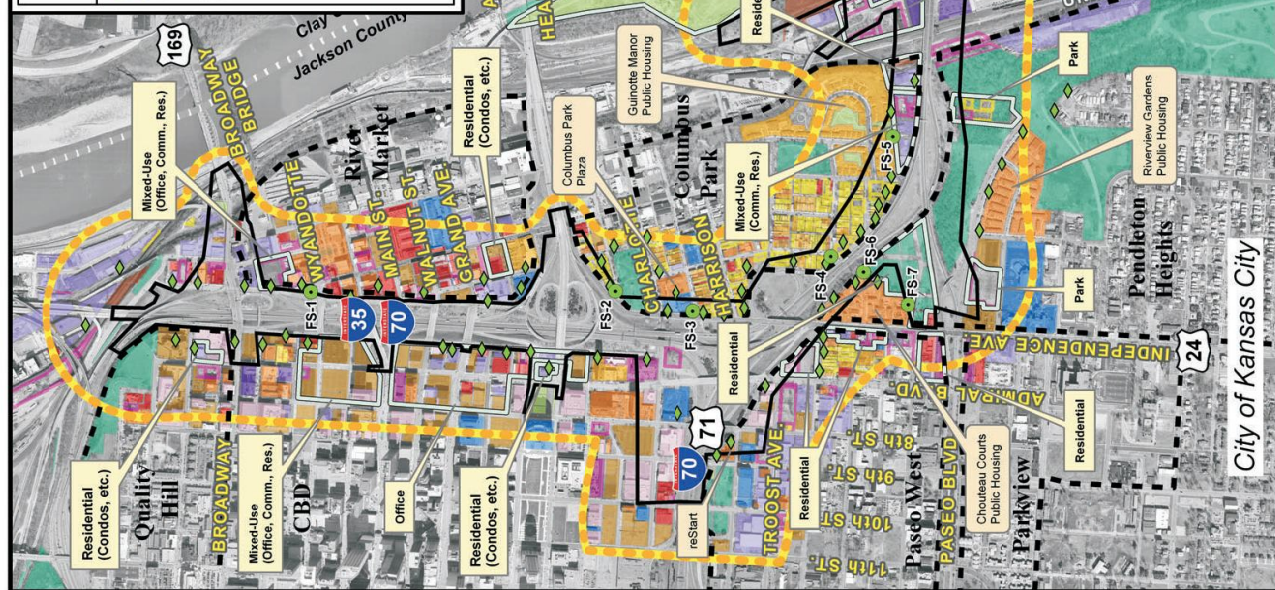 Clay C
Jackson County
169
BROADWAY
BRIDGE
HEA
Mixed-Use
(Office, Comm., Res.)
WYANDOTTE
River
Market
MAIN ST.
WALNUT ST.
GRAND AVE.
Residential
(Condos, etc.)
Columbus Park
Plaza
Guinotte Manor
Public Housing
Columbus
Park
Mixed-Use
(Comm., Res.)
Reside
Park
Riverview Gardens
Public Housing
Pendleton
Heights
FS-1
35
70
FS-2
CHARLOTTE
HARRISON
FS-3
FS-4
FS-5
FS-6
FS-7
Park
INDEPENDENCE AVE
24
Residential
(Condos, etc.)
Quality
Hill
BROADWAY
Mixed-Use
(Office, Comm., Res.)
CBD
Office
Residential
(Condos, etc.)
reStart
70
71
TROOST AVE.
Residential
Residential
8th ST.
9th ST.
10th ST.
11th ST.
ADMIRAL BLVD.
Paseo West
PASEO BLVD
Chouteau Courts
Public Housing
Residential
Parkview
City of Kansas City